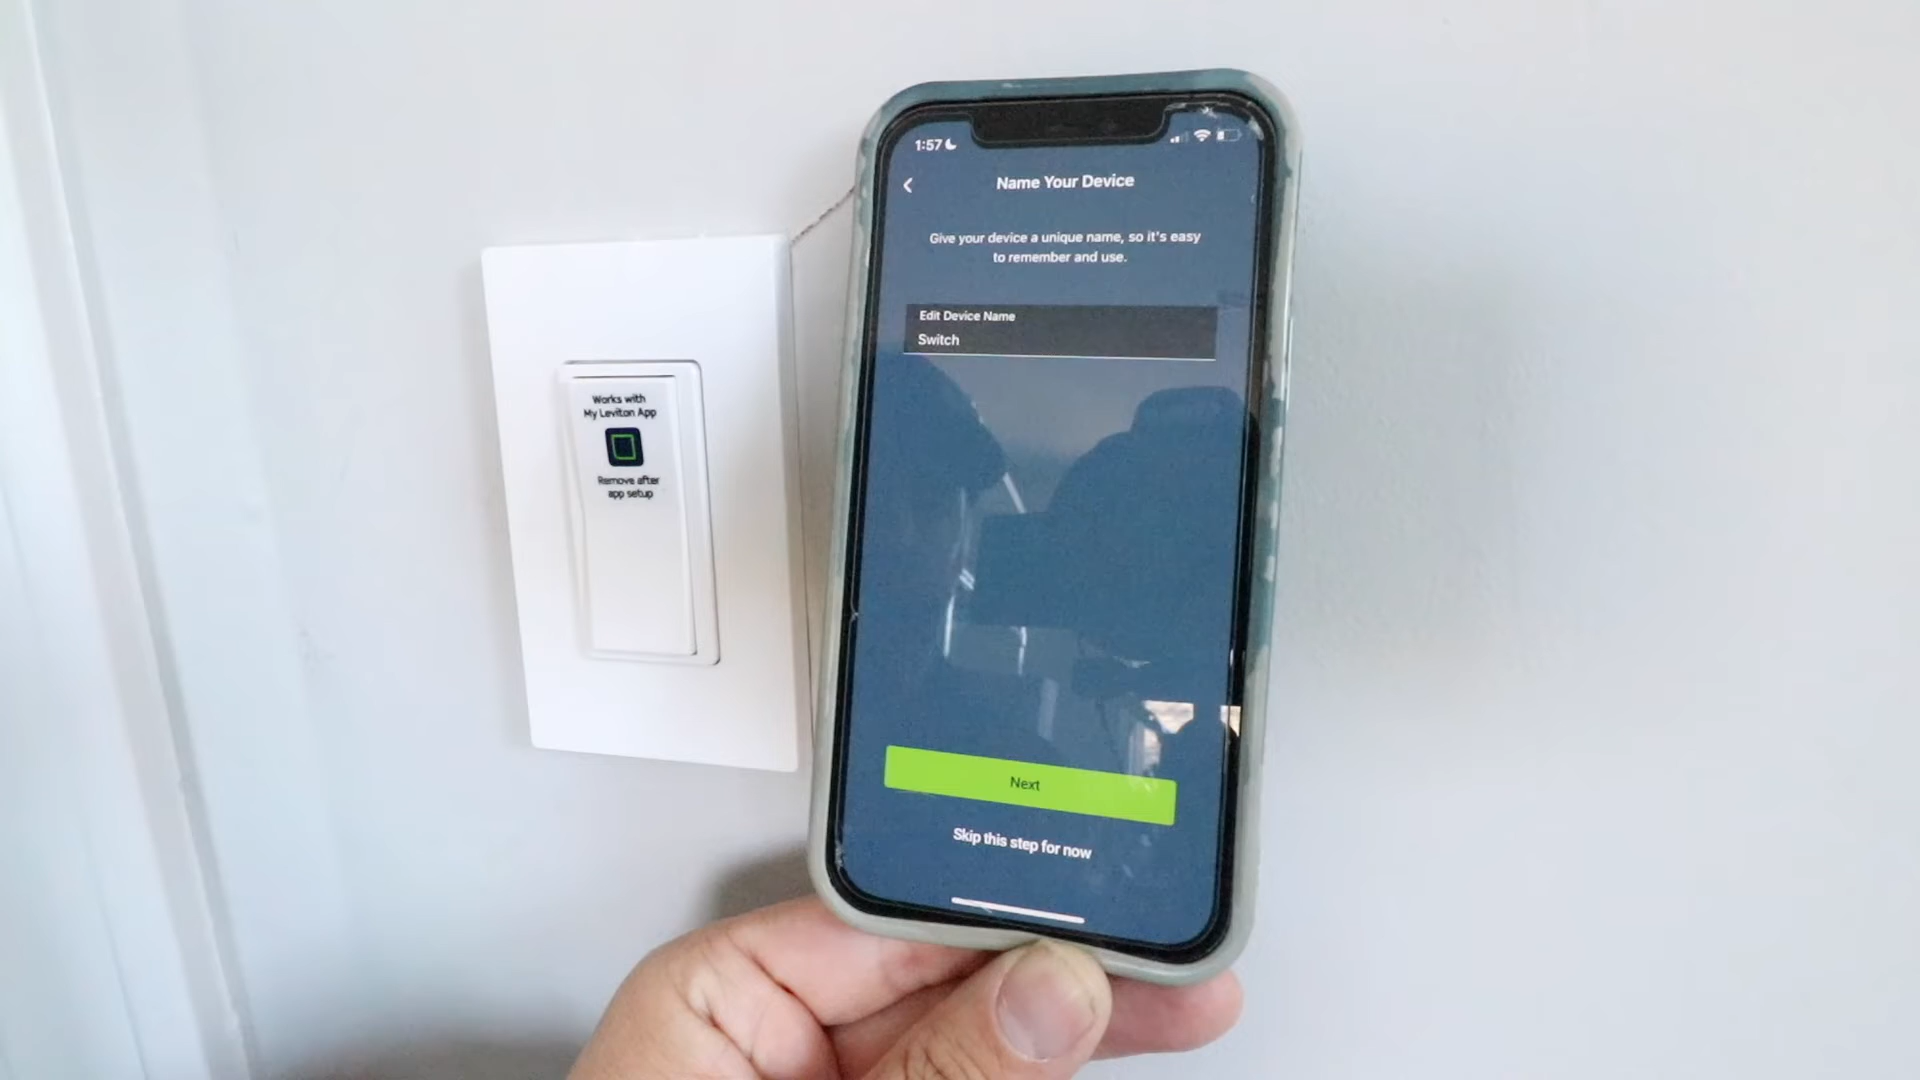 Works with
My Leviton App
Remove after
app setup
1:57
Name Your Device
Give your device a unique name, so it's easy
to remember and use.
Edit Device Name
Switch
Next
Skip this step for now